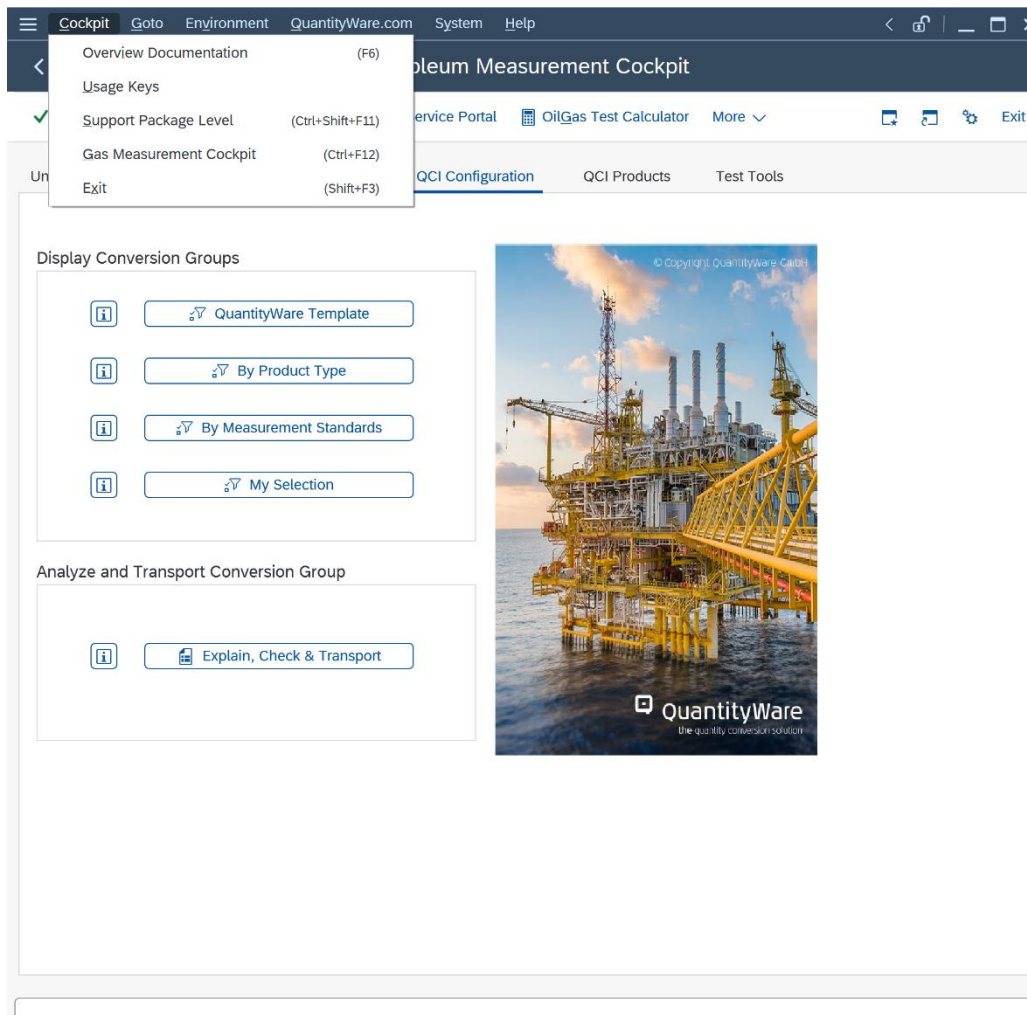 Cockpit Goto Environment QuantityWare.com System Help
Overview Documentation (F6)
Usage Keys
Support Package Level (Ctrl+Shift+F11)
Gas Measurement Cockpit (Ctrl+F12)
Exit (Shift+F3)
Measurement Cockpit
Portal OilGas Test Calculator More Exit
QCI Configuration QCI Products Test Tools
Display Conversion Groups
© Copyright QuantityWare GmbH
QuantityWare Template
By Product Type
By Measurement Standards
My Selection
Analyze and Transport Conversion Group
Explain, Check & Transport
QuantityWare
the quantity conversion solution